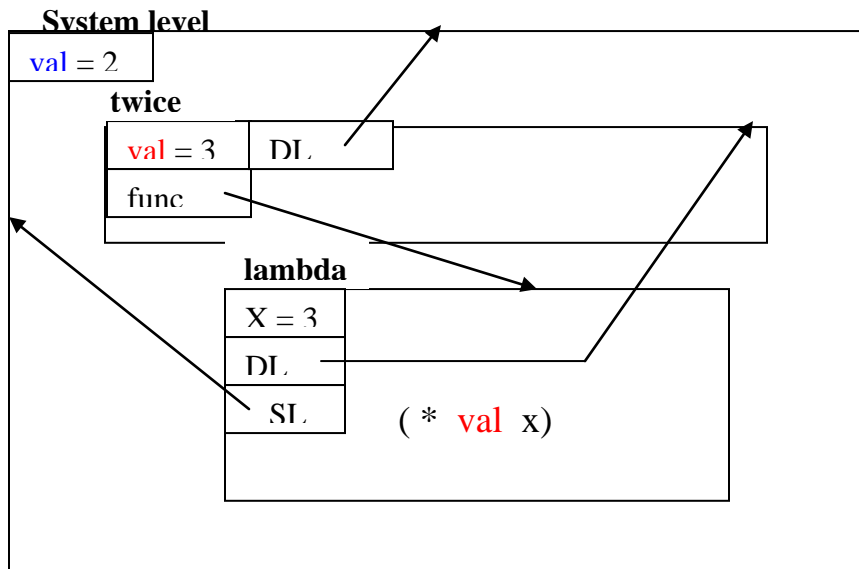 System level
val = 2
twice
val = 3 DL
func
lambda
X = 3
DL
SL
( * val x)